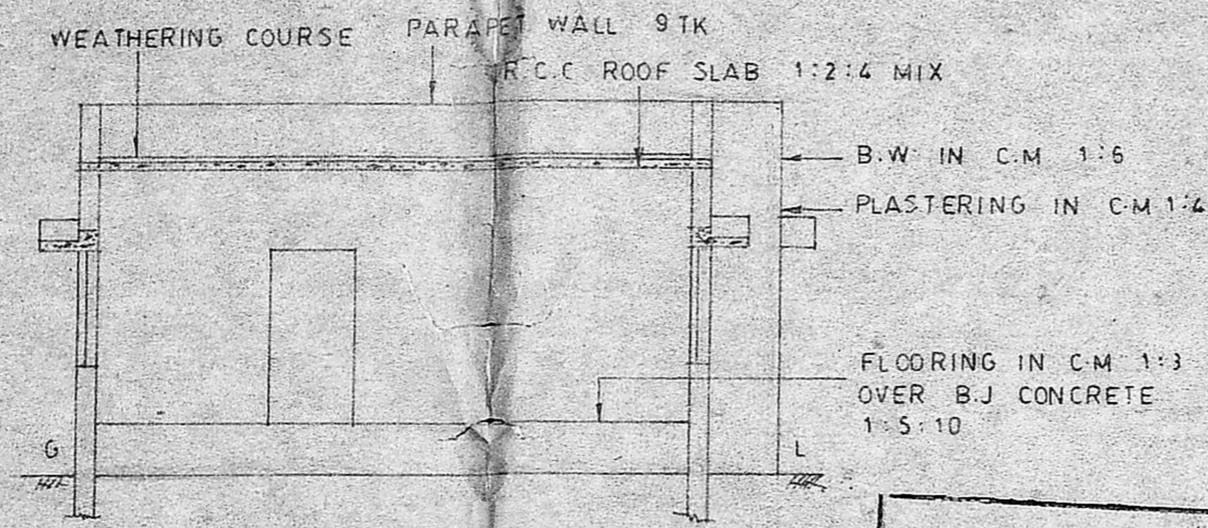 WEATHERING COURSE
PARAPET WALL 9 TK
R.C.C ROOF SLAB 1:2:4 MIX
B.W IN C.M 1:6
PLASTERING IN C.M 1:4
FLOORING IN C.M 1:3
OVER B.J CONCRETE
1:5:10
G
L